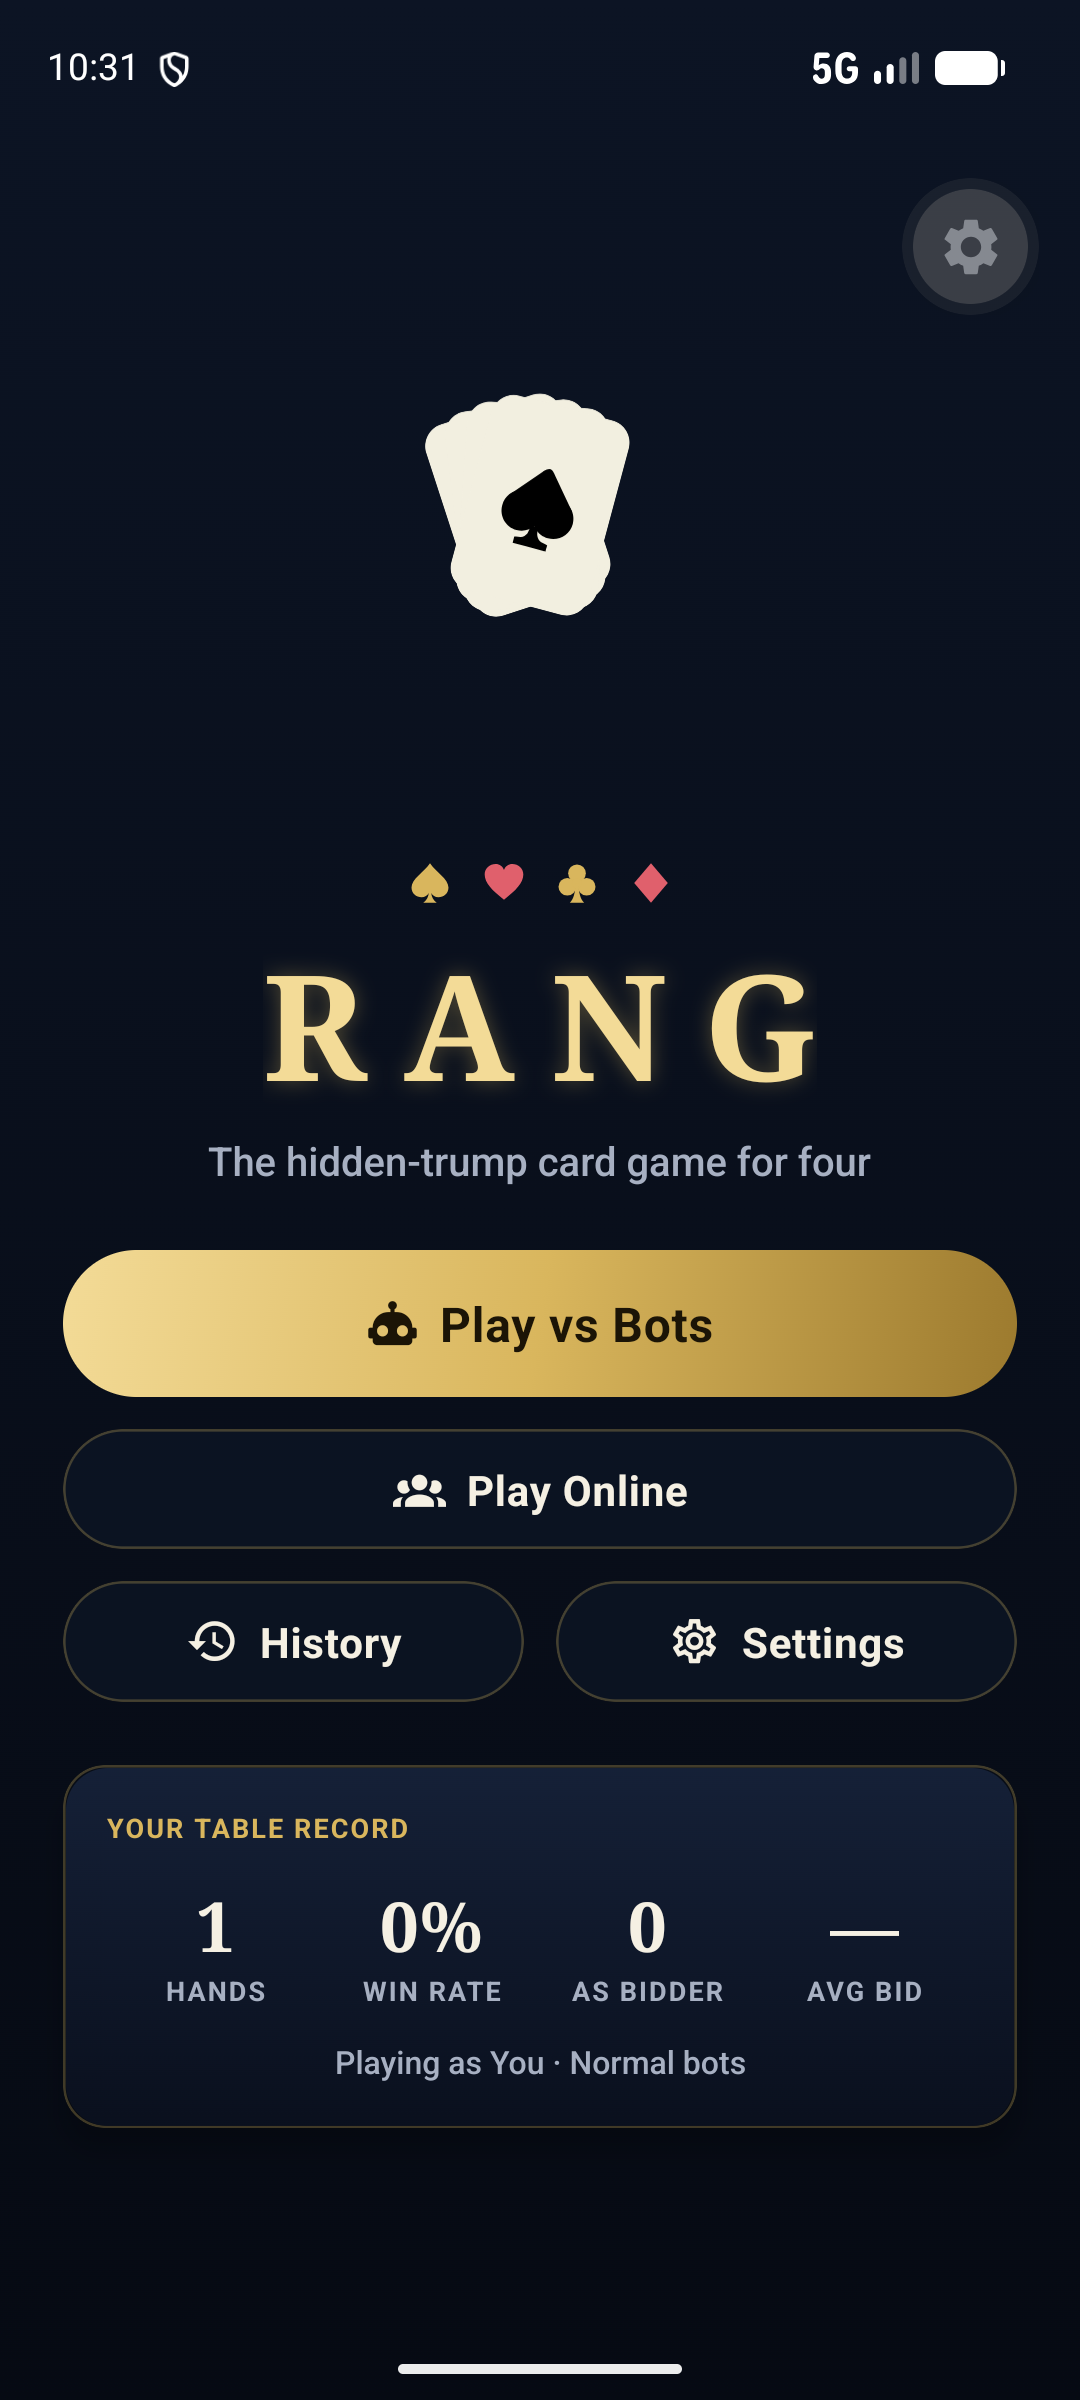 10:31
5G
RANG
The hidden-trump card game for four
Play vs Bots
Play Online
History
Settings
YOUR TABLE RECORD
1 0% 0 —
HANDS WIN RATE AS BIDDER AVG BID
Playing as You · Normal bots